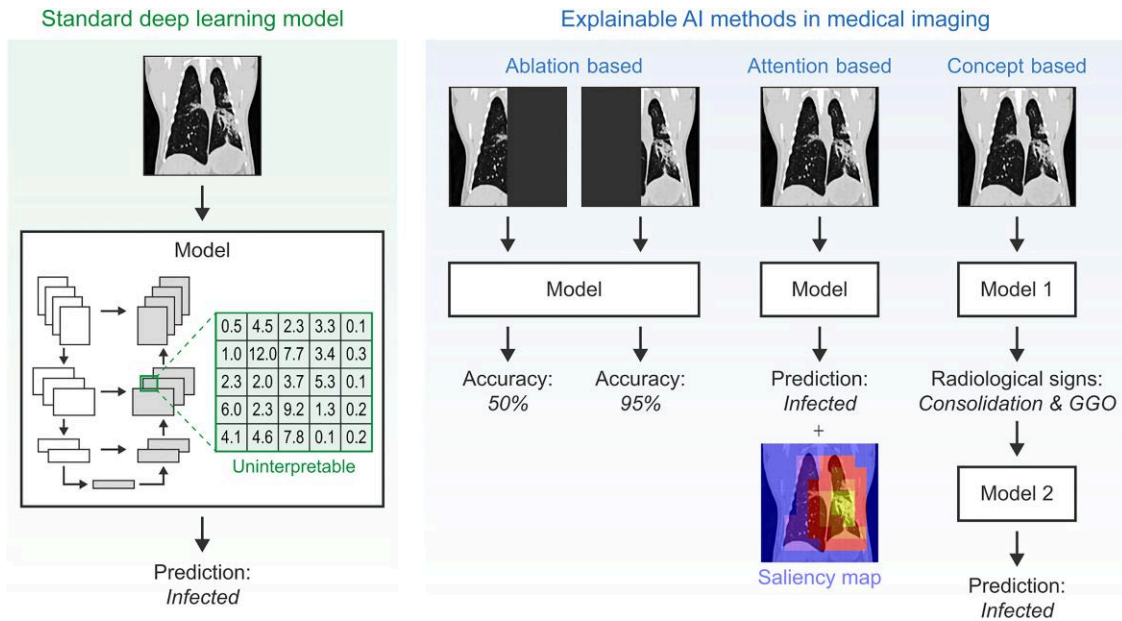 Standard deep learning model
Model
0.5 4.5 2.3 3.3 0.1
1.0 12.0 7.7 3.4 0.3
2.3 2.0 3.7 5.3 0.1
6.0 2.3 9.2 1.3 0.2
4.1 4.6 7.8 0.1 0.2
Uninterpretable
Prediction:
Infected
Explainable AI methods in medical imaging
Ablation based
Model
Accuracy:
50%
Accuracy:
95%
Attention based
Model
Prediction:
Infected
+
Saliency map
Concept based
Model 1
Radiological signs:
Consolidation & GGO
Model 2
Prediction:
Infected